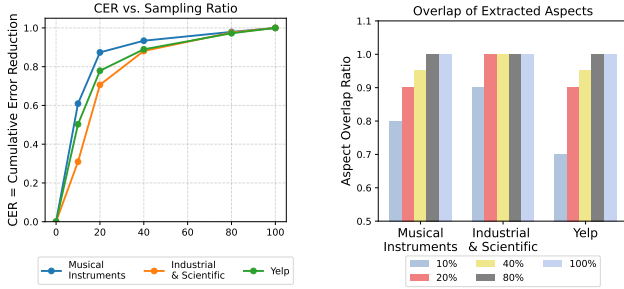 CER vs. Sampling Ratio
CER = Cumulative Error Reduction
1.0
0.8
0.6
0.4
0.2
0.0
0 20 40 60 80 100
Musical Instruments
Industrial & Scientific
Yelp
Overlap of Extracted Aspects
Aspect Overlap Ratio
1.1
1.0
0.9
0.8
0.7
0.6
0.5
Musical Instruments
Industrial & Scientific
Yelp
10% 40% 100%
20% 80%